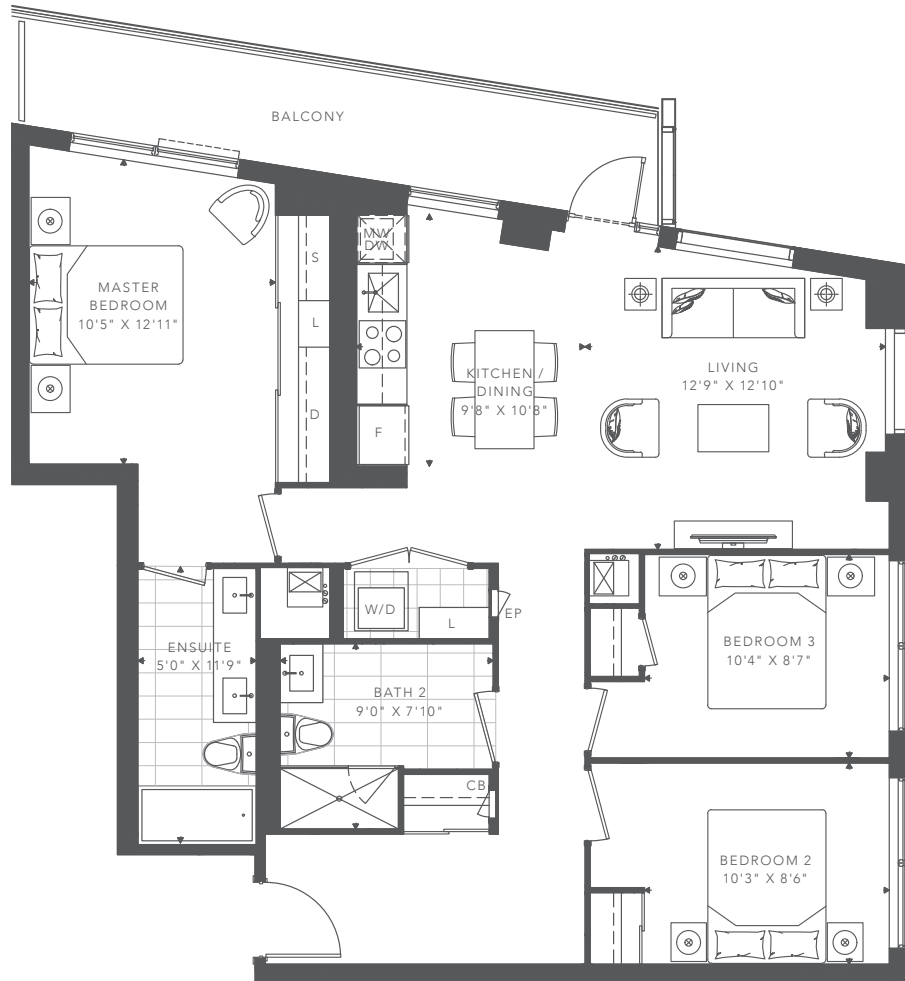 BALCONY
MW
DW
S
MASTER
BEDROOM
10'5" X 12'11"
L
D
F
KITCHEN /
DINING
9'8" X 10'8"
LIVING
12'9" X 12'10"
W/D
L
EP
ENSUITE
5'0" X 11'9"
BATH 2
9'0" X 7'10"
CB
BEDROOM 3
10'4" X 8'7"
BEDROOM 2
10'3" X 8'6"